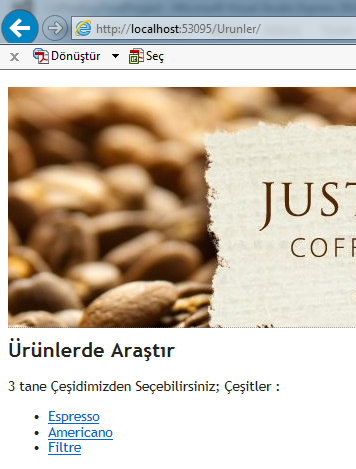 http://localhost:53095/Urunler/
x Dönüştür Seç
JUST
COFF
Ürünlerde Araştır
3 tane Çeşidimizden Seçebilirsiniz; Çeşitler :
Espresso
Americano
Filtre